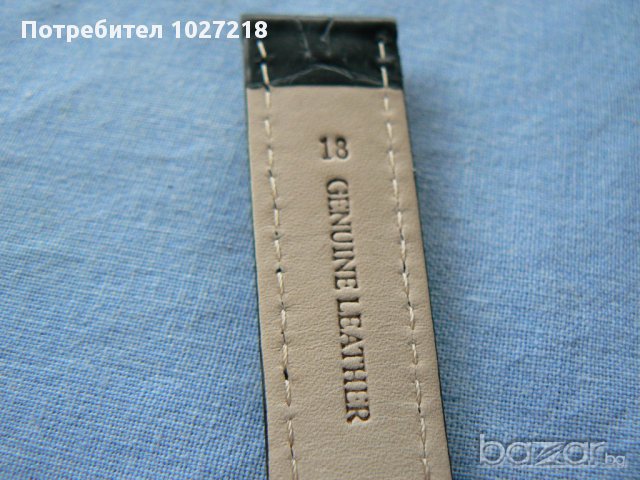 Потребител 1027218
18
GENUINE LEATHER
bazar.bg